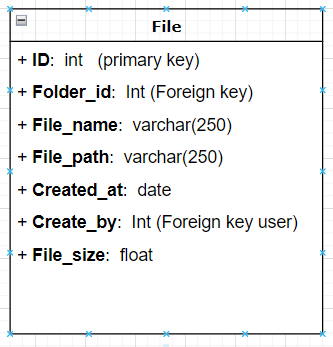 File
+ ID: int (primary key)
+ Folder_id: Int (Foreign key)
+ File_name: varchar(250)
+ File_path: varchar(250)
+ Created_at: date
+ Create_by: Int (Foreign key user)
+ File_size: float